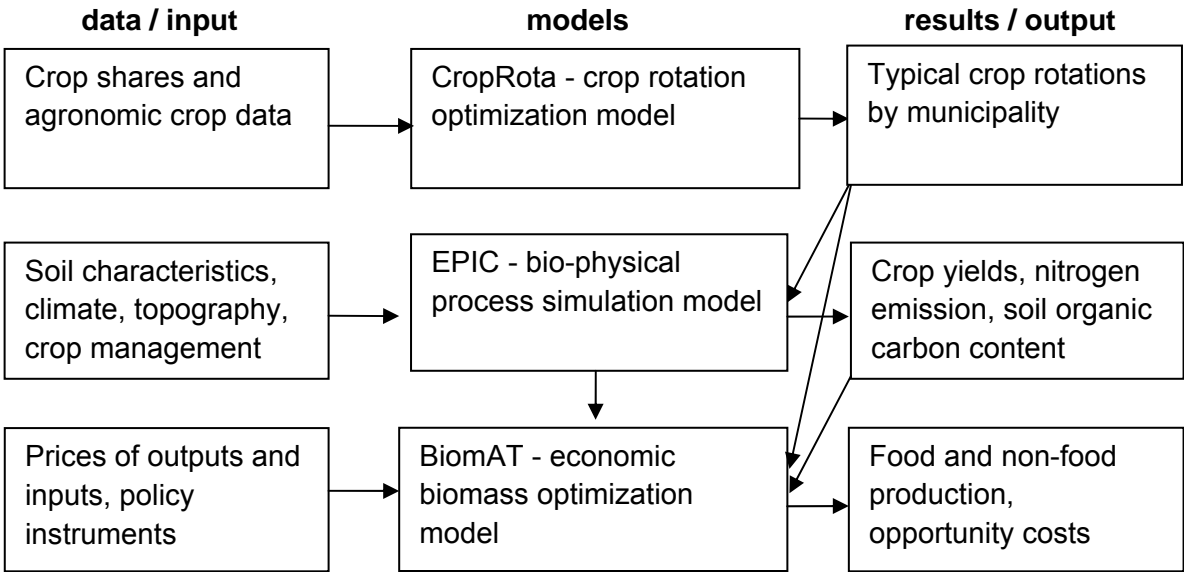 data / input
models
results / output
Crop shares and
agronomic crop data
CropRota - crop rotation
optimization model
Typical crop rotations
by municipality
Soil characteristics,
climate, topography,
crop management
EPIC - bio-physical
process simulation model
Crop yields, nitrogen
emission, soil organic
carbon content
Prices of outputs and
inputs, policy
instruments
BiomAT - economic
biomass optimization
model
Food and non-food
production,
opportunity costs